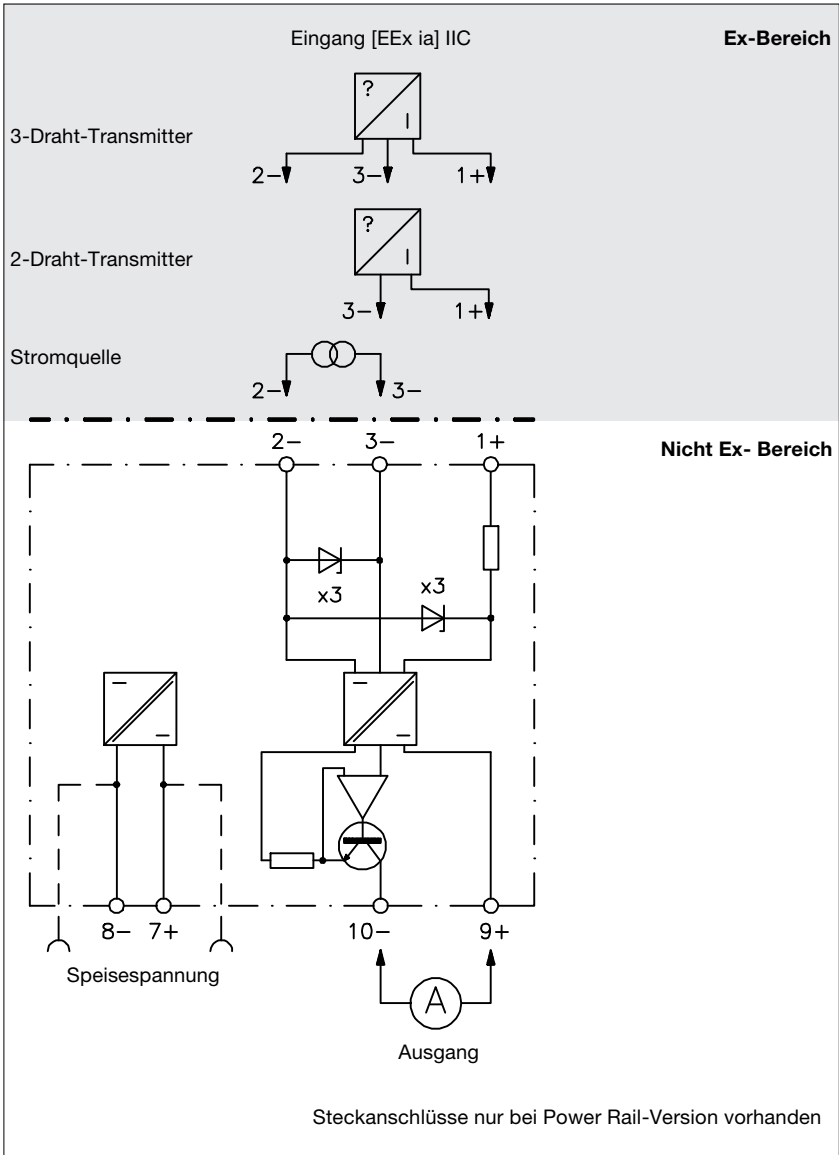 Eingang [EEx ia] IIC
Ex-Bereich
?
I
3-Draht-Transmitter
2− 3− 1+
?
I
2-Draht-Transmitter
3− 1+
Stromquelle
2− 3−
2− 3− 1+
Nicht Ex- Bereich
x3
x3
8− 7+ 10− 9+
Speisespannung
A
Ausgang
Steckanschlüsse nur bei Power Rail-Version vorhanden